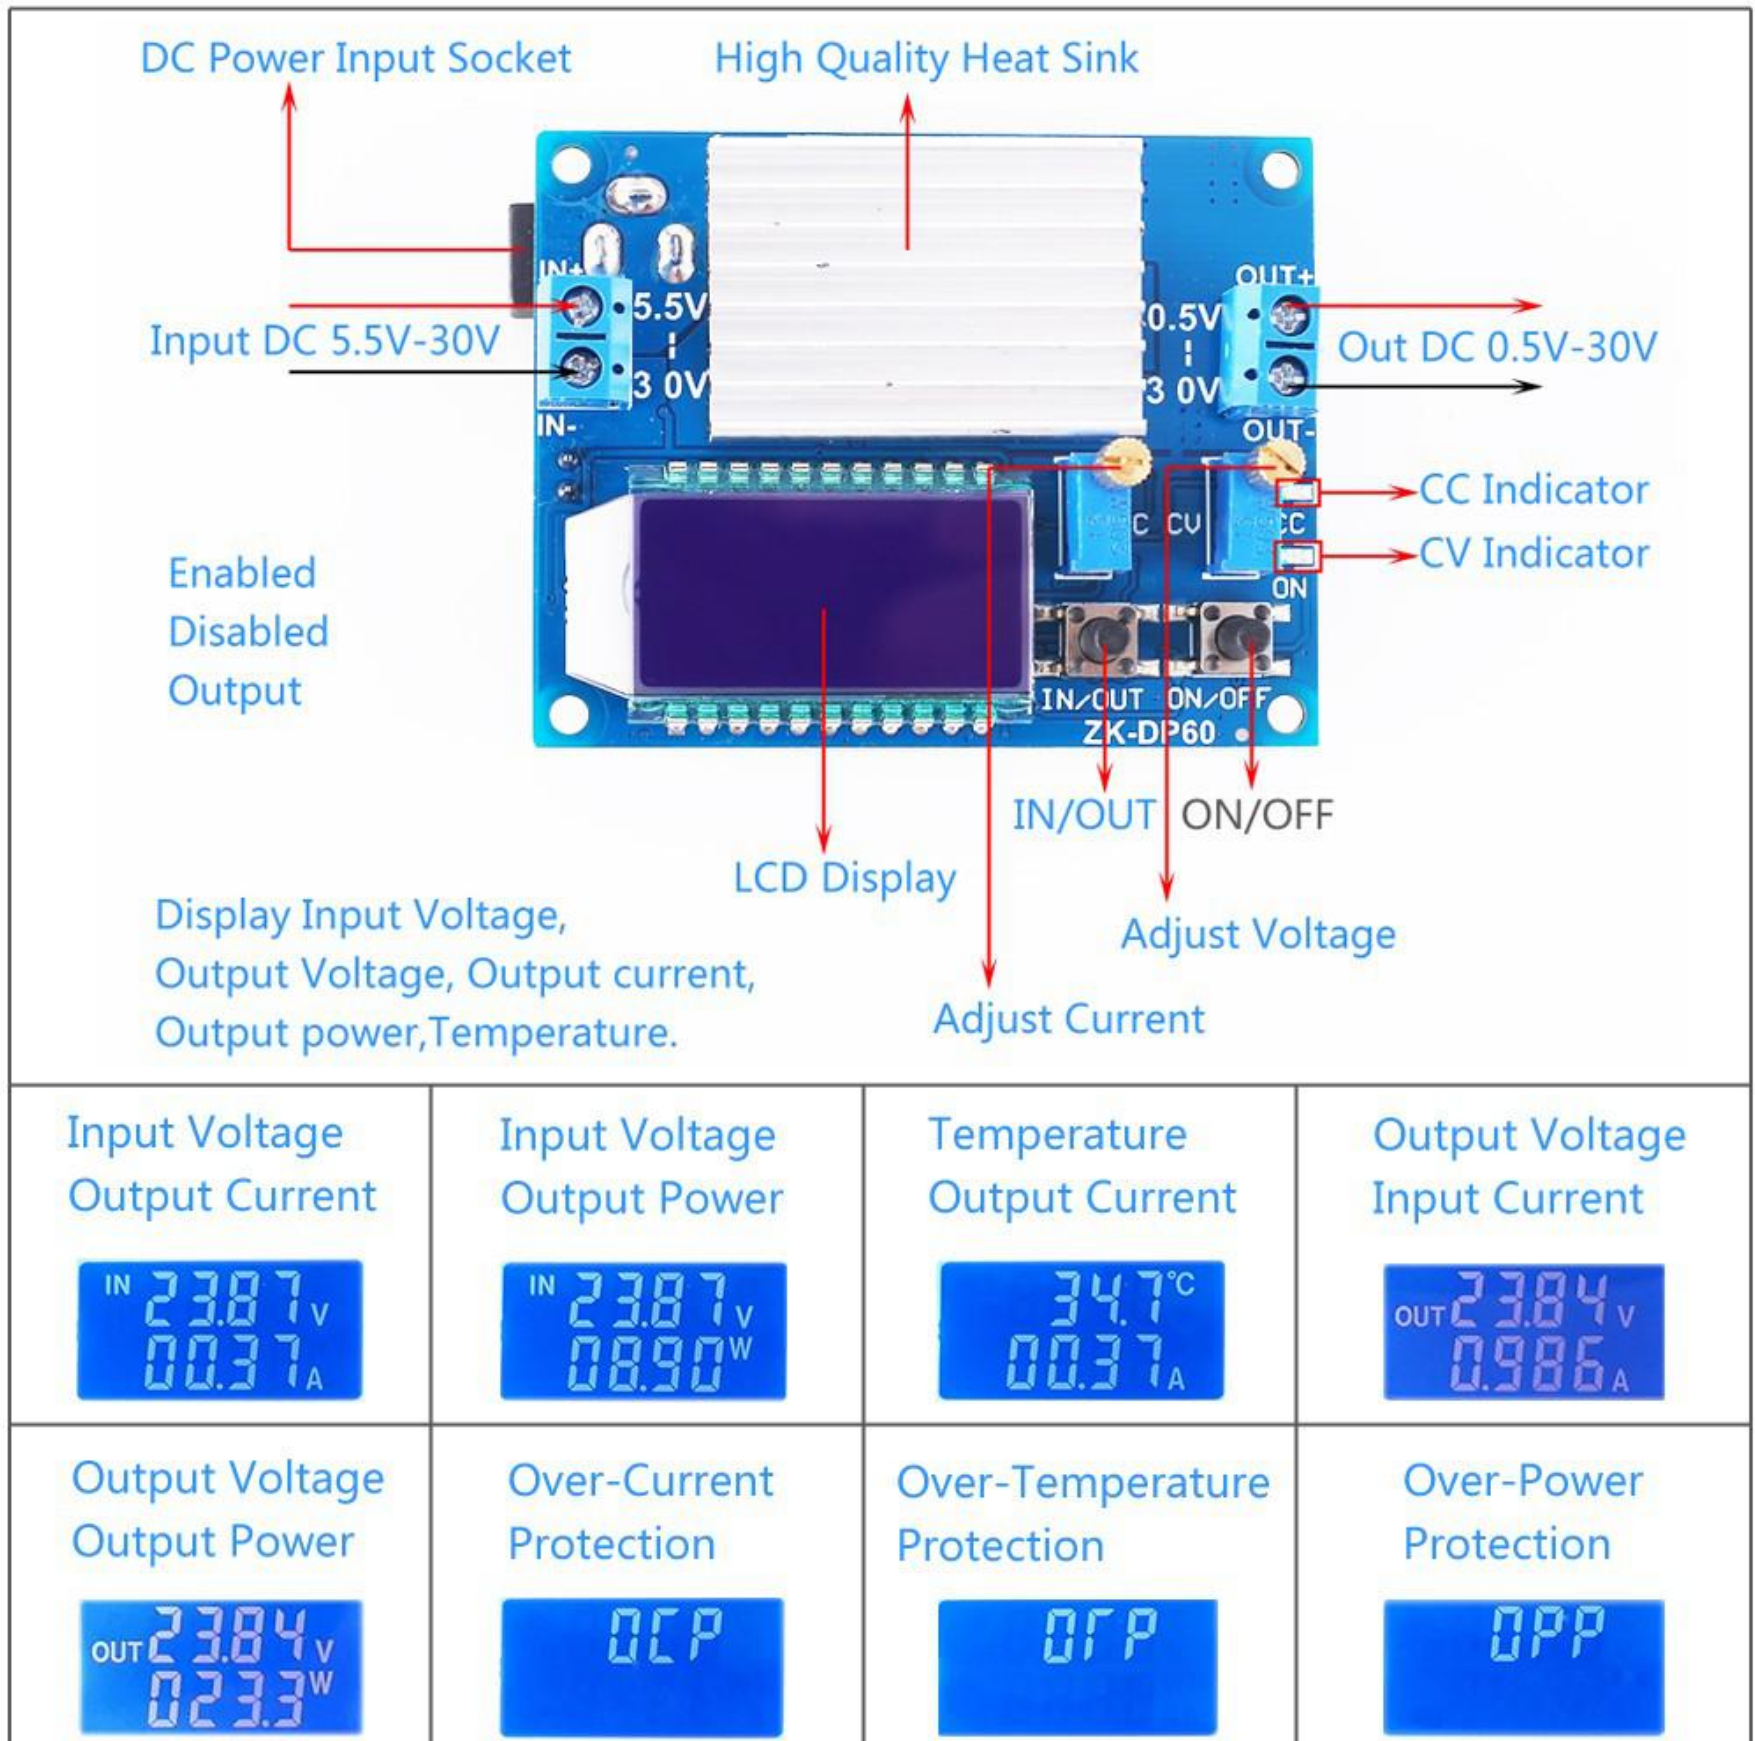 DC Power Input Socket
High Quality Heat Sink
IN+
5.5V
3 0V
IN-
Input DC 5.5V-30V
OUT+
0.5V
3 0V
OUT-
Out DC 0.5V-30V
C
CV
CC
ON
CC Indicator
CV Indicator
Enabled
Disabled
Output
IN/OUT ON/OFF
ZK-DP60
IN/OUT
ON/OFF
LCD Display
Adjust Voltage
Adjust Current
Display Input Voltage,
Output Voltage, Output current,
Output power,Temperature.
Input Voltage
Output Current
IN 23.87 V
00.37 A
Input Voltage
Output Power
IN 23.87 V
08.90 W
Temperature
Output Current
34.7 °C
00.37 A
Output Voltage
Input Current
OUT 23.84 V
0.986 A
Output Voltage
Output Power
OUT 23.84 V
023.3 W
Over-Current
Protection
OCP
Over-Temperature
Protection
OTP
Over-Power
Protection
OPP